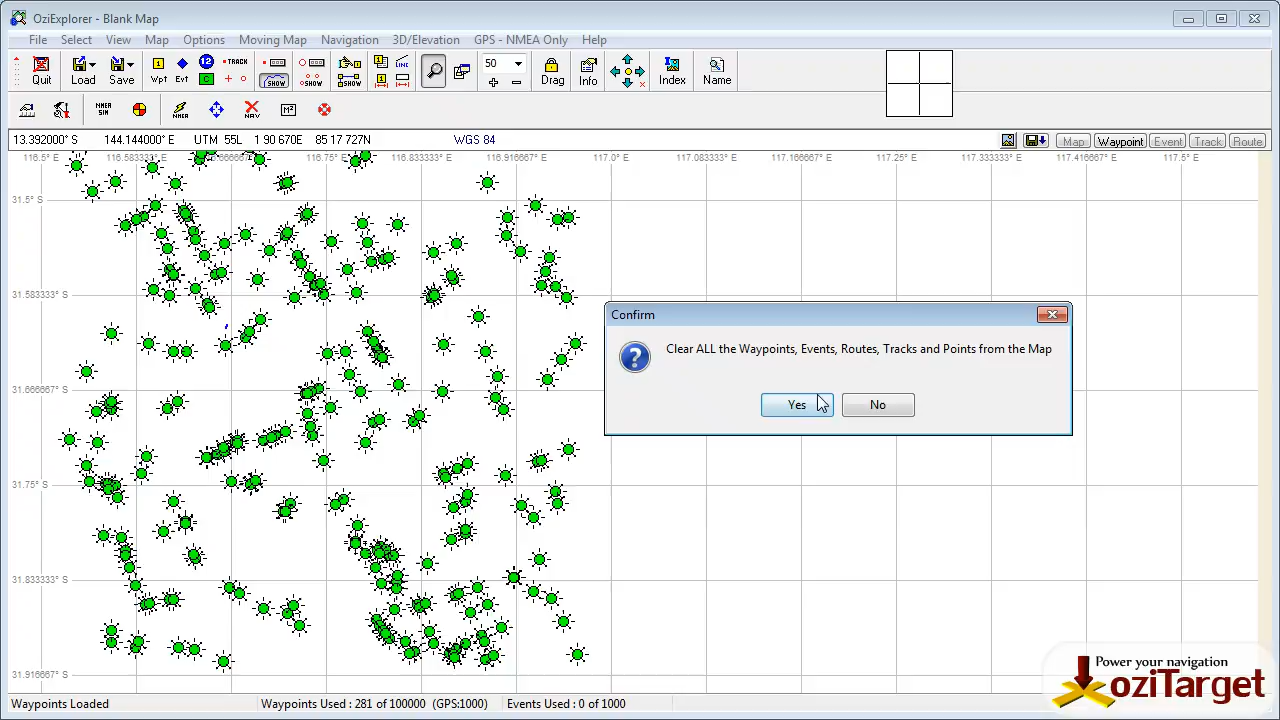 OziExplorer - Blank Map
File Select View Map Options Moving Map Navigation 3D/Elevation GPS - NMEA Only Help
Quit Load Save Wpt Evt C TRACK SHOW SHOW SHOW LINE 50 Drag Info Index Name
NMEA SIM NMEA NAV
13.392000° S 144.144000° E UTM 55L 1 90 670E 85 17 727N WGS 84 Map Waypoint Event Track Route
116.5° E 116.583333° E 116.75° E 116.833333° E 116.916667° E 117.0° E 117.083333° E 117.166667° E 117.25° E 117.333333° E 117.416667° E 117.5° E
31.5° S
31.583333° S
Confirm
Clear ALL the Waypoints, Events, Routes, Tracks and Points from the Map
Yes No
31.666667° S
31.75° S
31.833333° S
31.916667° S
Power your navigation
oziTarget
Waypoints Loaded Waypoints Used : 81 of 10000 (GPS:1000) Events Used : 0 of 1000